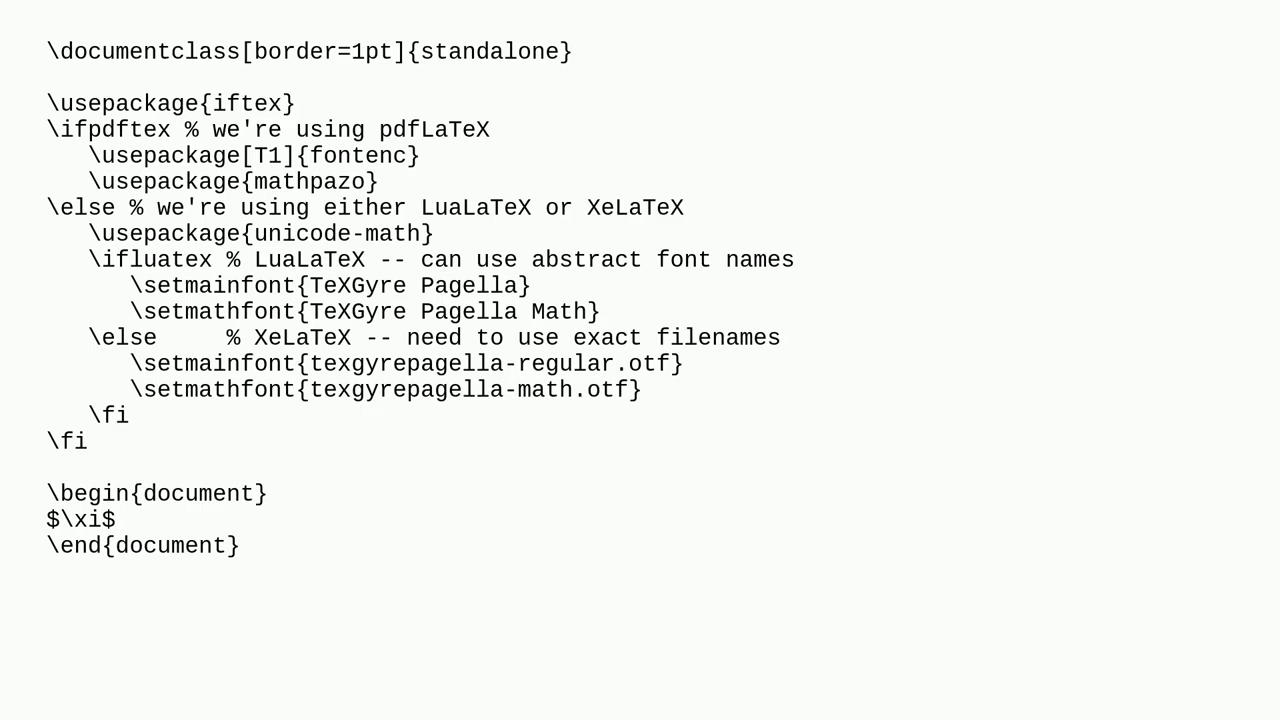 \documentclass[border=1pt]{standalone}

\usepackage{iftex}
\ifpdftex % we're using pdfLaTeX
   \usepackage[T1]{fontenc}
   \usepackage{mathpazo}
\else % we're using either LuaLaTeX or XeLaTeX
   \usepackage{unicode-math}
   \ifluatex % LuaLaTeX -- can use abstract font names
      \setmainfont{TeXGyre Pagella}
      \setmathfont{TeXGyre Pagella Math}
   \else     % XeLaTeX -- need to use exact filenames
      \setmainfont{texgyrepagella-regular.otf}
      \setmathfont{texgyrepagella-math.otf}
   \fi
\fi

\begin{document}
$\xi$
\end{document}